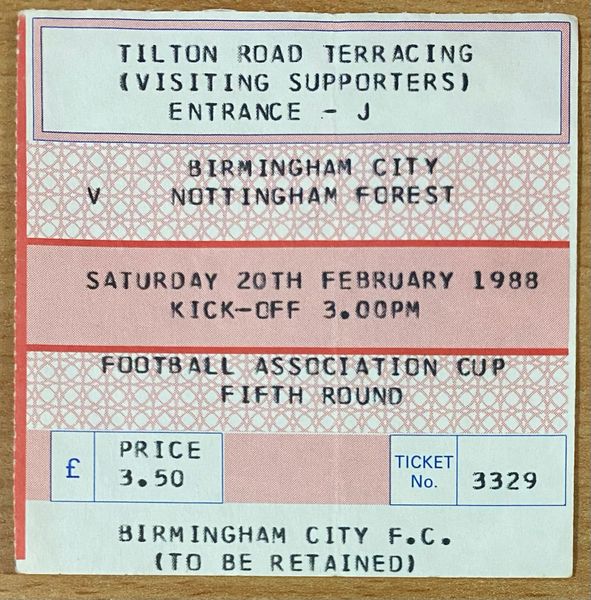 TILTON ROAD TERRACING
(VISITING SUPPORTERS)
ENTRANCE - J
BIRMINGHAM CITY
V NOTTINGHAM FOREST
SATURDAY 20TH FEBRUARY 1988
KICK-OFF 3.00PM
FOOTBALL ASSOCIATION CUP
FIFTH ROUND
£ PRICE
3.50
TICKET
No. 3329
BIRMINGHAM CITY F.C.
(TO BE RETAINED)